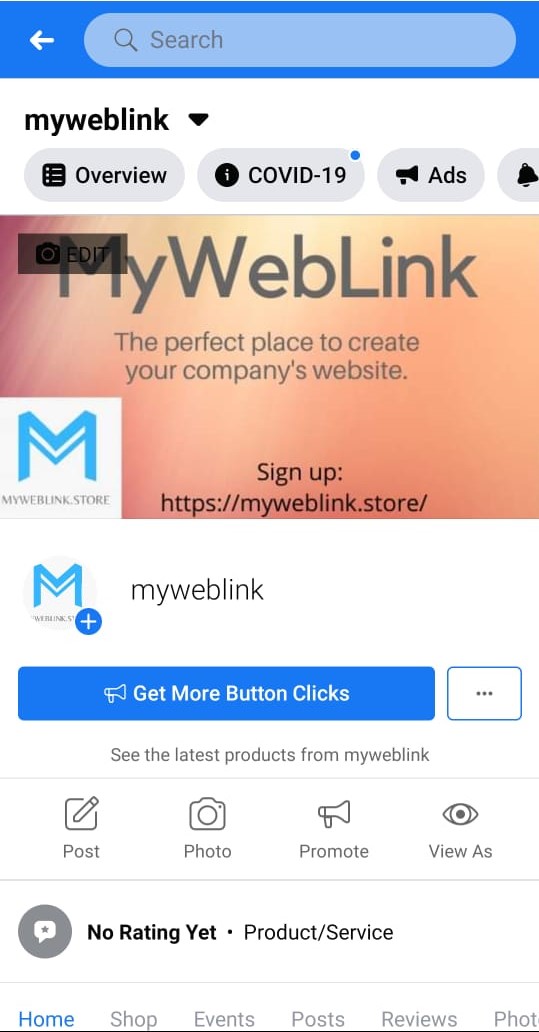 Search
myweblink
Overview
COVID-19
Ads
EDIT
MyWebLink
The perfect place to create
your company's website.
MYWEBLINK.STORE
Sign up:
https://myweblink.store/
myweblink
Get More Button Clicks
See the latest products from myweblink
Post
Photo
Promote
View As
No Rating Yet • Product/Service
Home
Shop
Events
Posts
Reviews
Phot